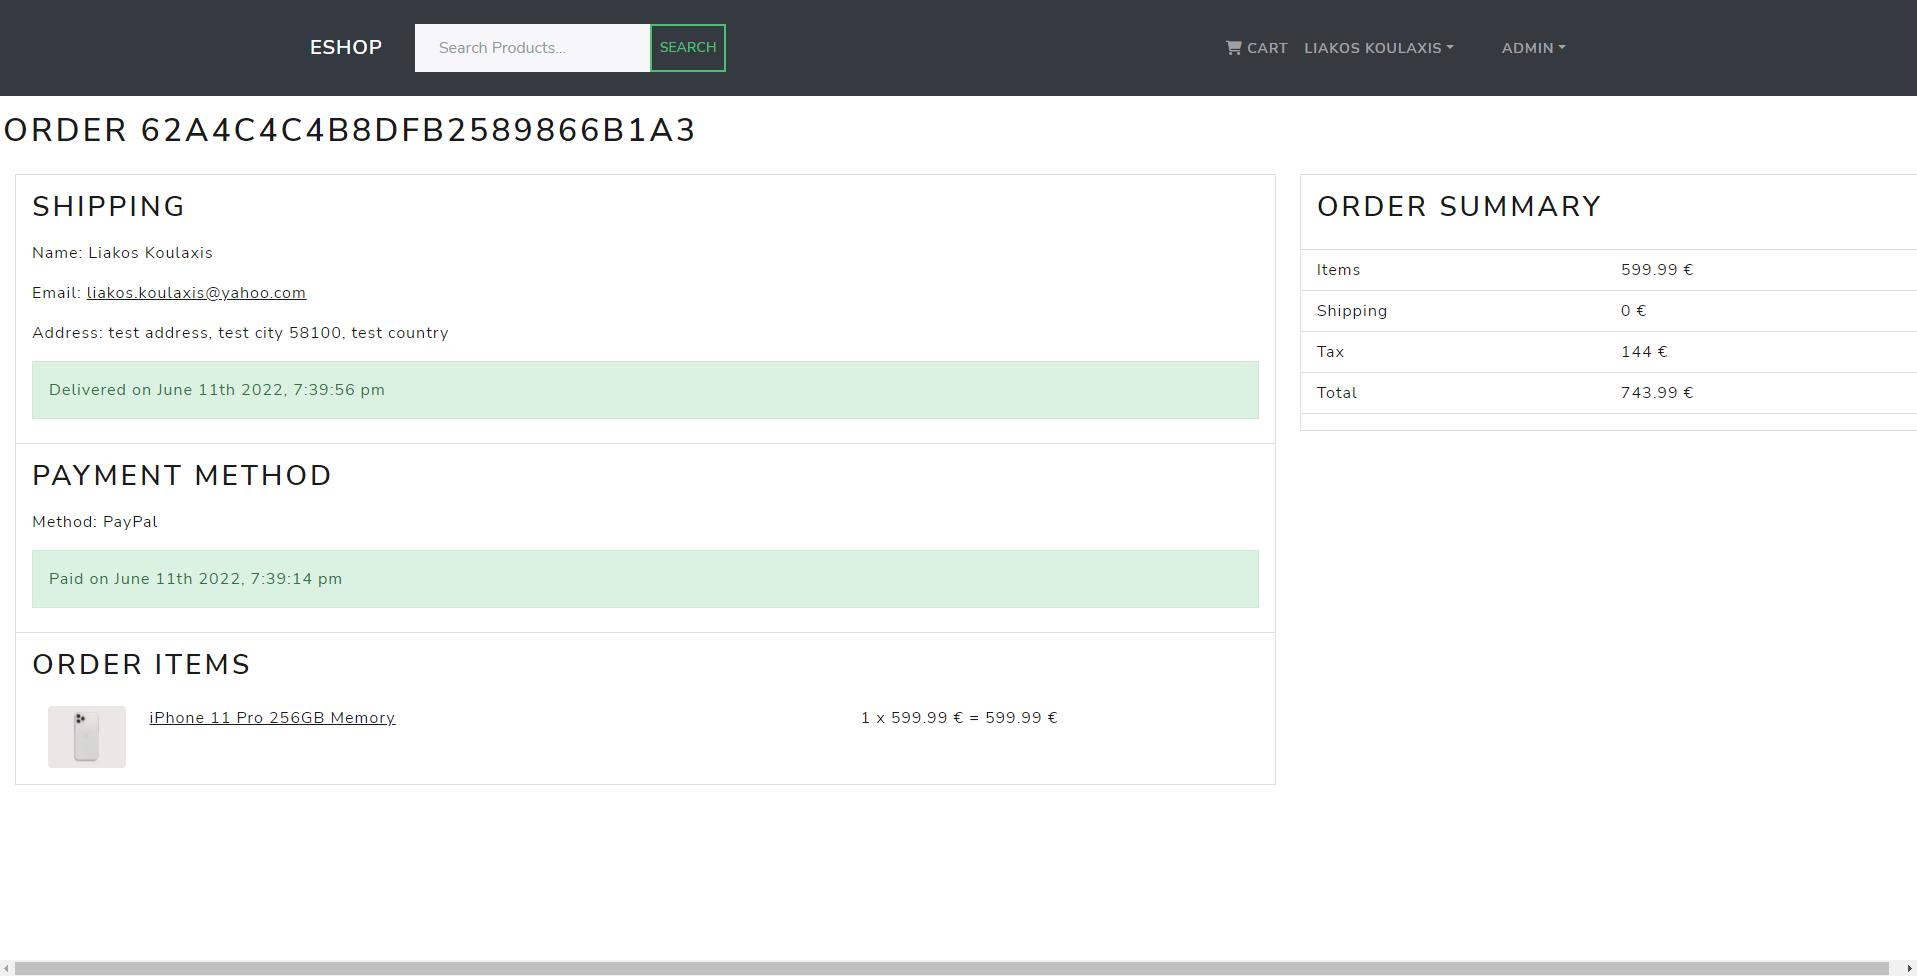 ESHOP
Search Products...
SEARCH
CART
LIAKOS KOULAXIS
ADMIN
ORDER 62A4C4C4B8DFB2589866B1A3
SHIPPING
Name: Liakos Koulaxis
Email: liakos.koulaxis@yahoo.com
Address: test address, test city 58100, test country
Delivered on June 11th 2022, 7:39:56 pm
PAYMENT METHOD
Method: PayPal
Paid on June 11th 2022, 7:39:14 pm
ORDER ITEMS
iPhone 11 Pro 256GB Memory
1 x 599.99 € = 599.99 €
ORDER SUMMARY
Items 599.99 €
Shipping 0 €
Tax 144 €
Total 743.99 €